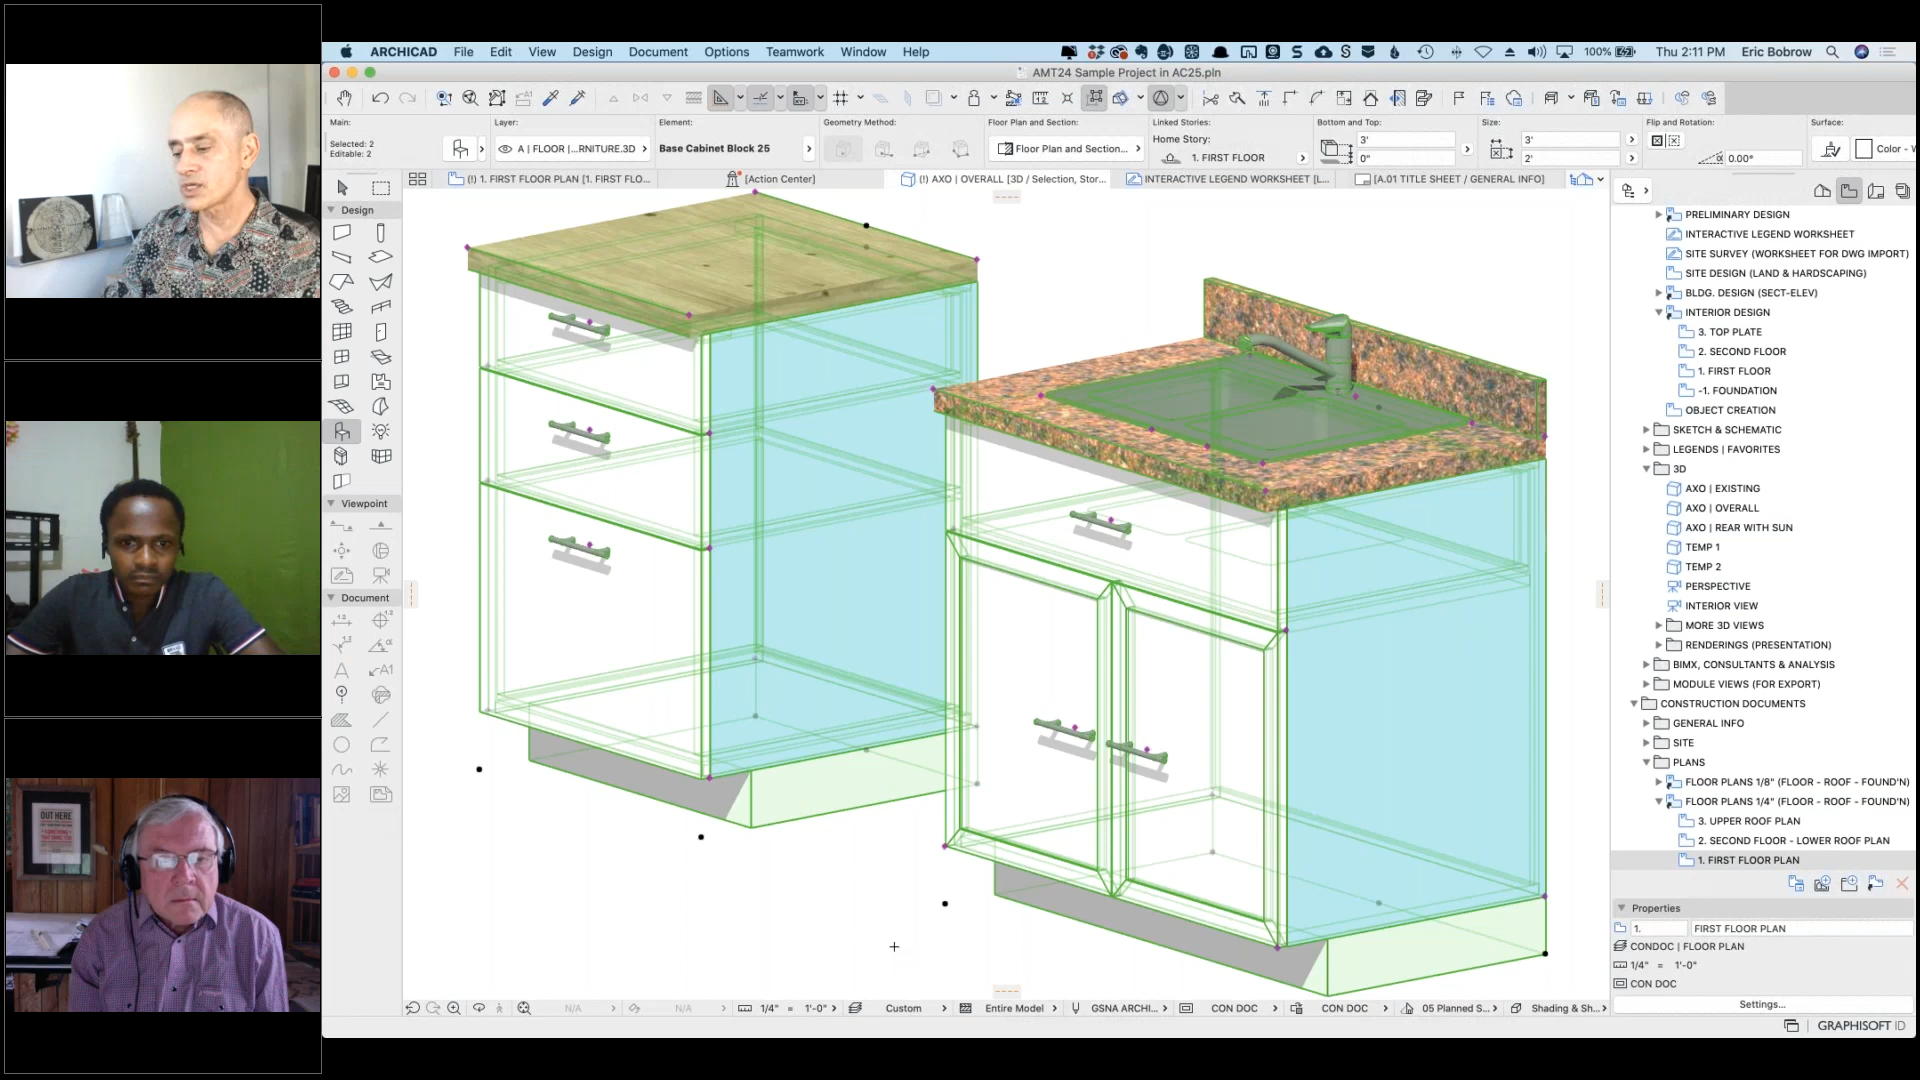 ARCHICAD File Edit View Design Document Options Teamwork Window Help
100% Thu 2:11 PM Eric Bobrow
AMT24 Sample Project in AC25.pln
Main:
Selected: 2
Editable: 2
Layer:
A | FLOOR |...RNITURE.3D
Element:
Base Cabinet Block 25
Geometry Method:
Floor Plan and Section:
Floor Plan and Section...
Linked Stories:
Home Story:
1. FIRST FLOOR
Bottom and Top:
3'
0"
Size:
3'
2'
Flip and Rotation:
0.00°
Surface:
Color - W
(!) 1. FIRST FLOOR PLAN [1. FIRST FLO...
[Action Center]
(!) AXO | OVERALL [3D / Selection, Stor...
INTERACTIVE LEGEND WORKSHEET [L...
[A.01 TITLE SHEET / GENERAL INFO]
Design
Viewpoint
Document
PRELIMINARY DESIGN
INTERACTIVE LEGEND WORKSHEET
SITE SURVEY (WORKSHEET FOR DWG IMPORT)
SITE DESIGN (LAND & HARDSCAPING)
BLDG. DESIGN (SECT-ELEV)
INTERIOR DESIGN
3. TOP PLATE
2. SECOND FLOOR
1. FIRST FLOOR
-1. FOUNDATION
OBJECT CREATION
SKETCH & SCHEMATIC
LEGENDS | FAVORITES
3D
AXO | EXISTING
AXO | OVERALL
AXO | REAR WITH SUN
TEMP 1
TEMP 2
PERSPECTIVE
INTERIOR VIEW
MORE 3D VIEWS
RENDERINGS (PRESENTATION)
BIMX, CONSULTANTS & ANALYSIS
MODULE VIEWS (FOR EXPORT)
CONSTRUCTION DOCUMENTS
GENERAL INFO
SITE
PLANS
FLOOR PLANS 1/8" (FLOOR - ROOF - FOUND'N)
FLOOR PLANS 1/4" (FLOOR - ROOF - FOUND'N)
3. UPPER ROOF PLAN
2. SECOND FLOOR - LOWER ROOF PLAN
1. FIRST FLOOR PLAN
Properties
1. FIRST FLOOR PLAN
CONDOC | FLOOR PLAN
1/4" = 1'-0"
CON DOC
Settings...
N/A N/A 1/4" = 1'-0" Custom Entire Model GSNA ARCHI... CON DOC CON DOC 05 Planned S... Shading & Sh...
GRAPHISOFT ID
OUT HERE